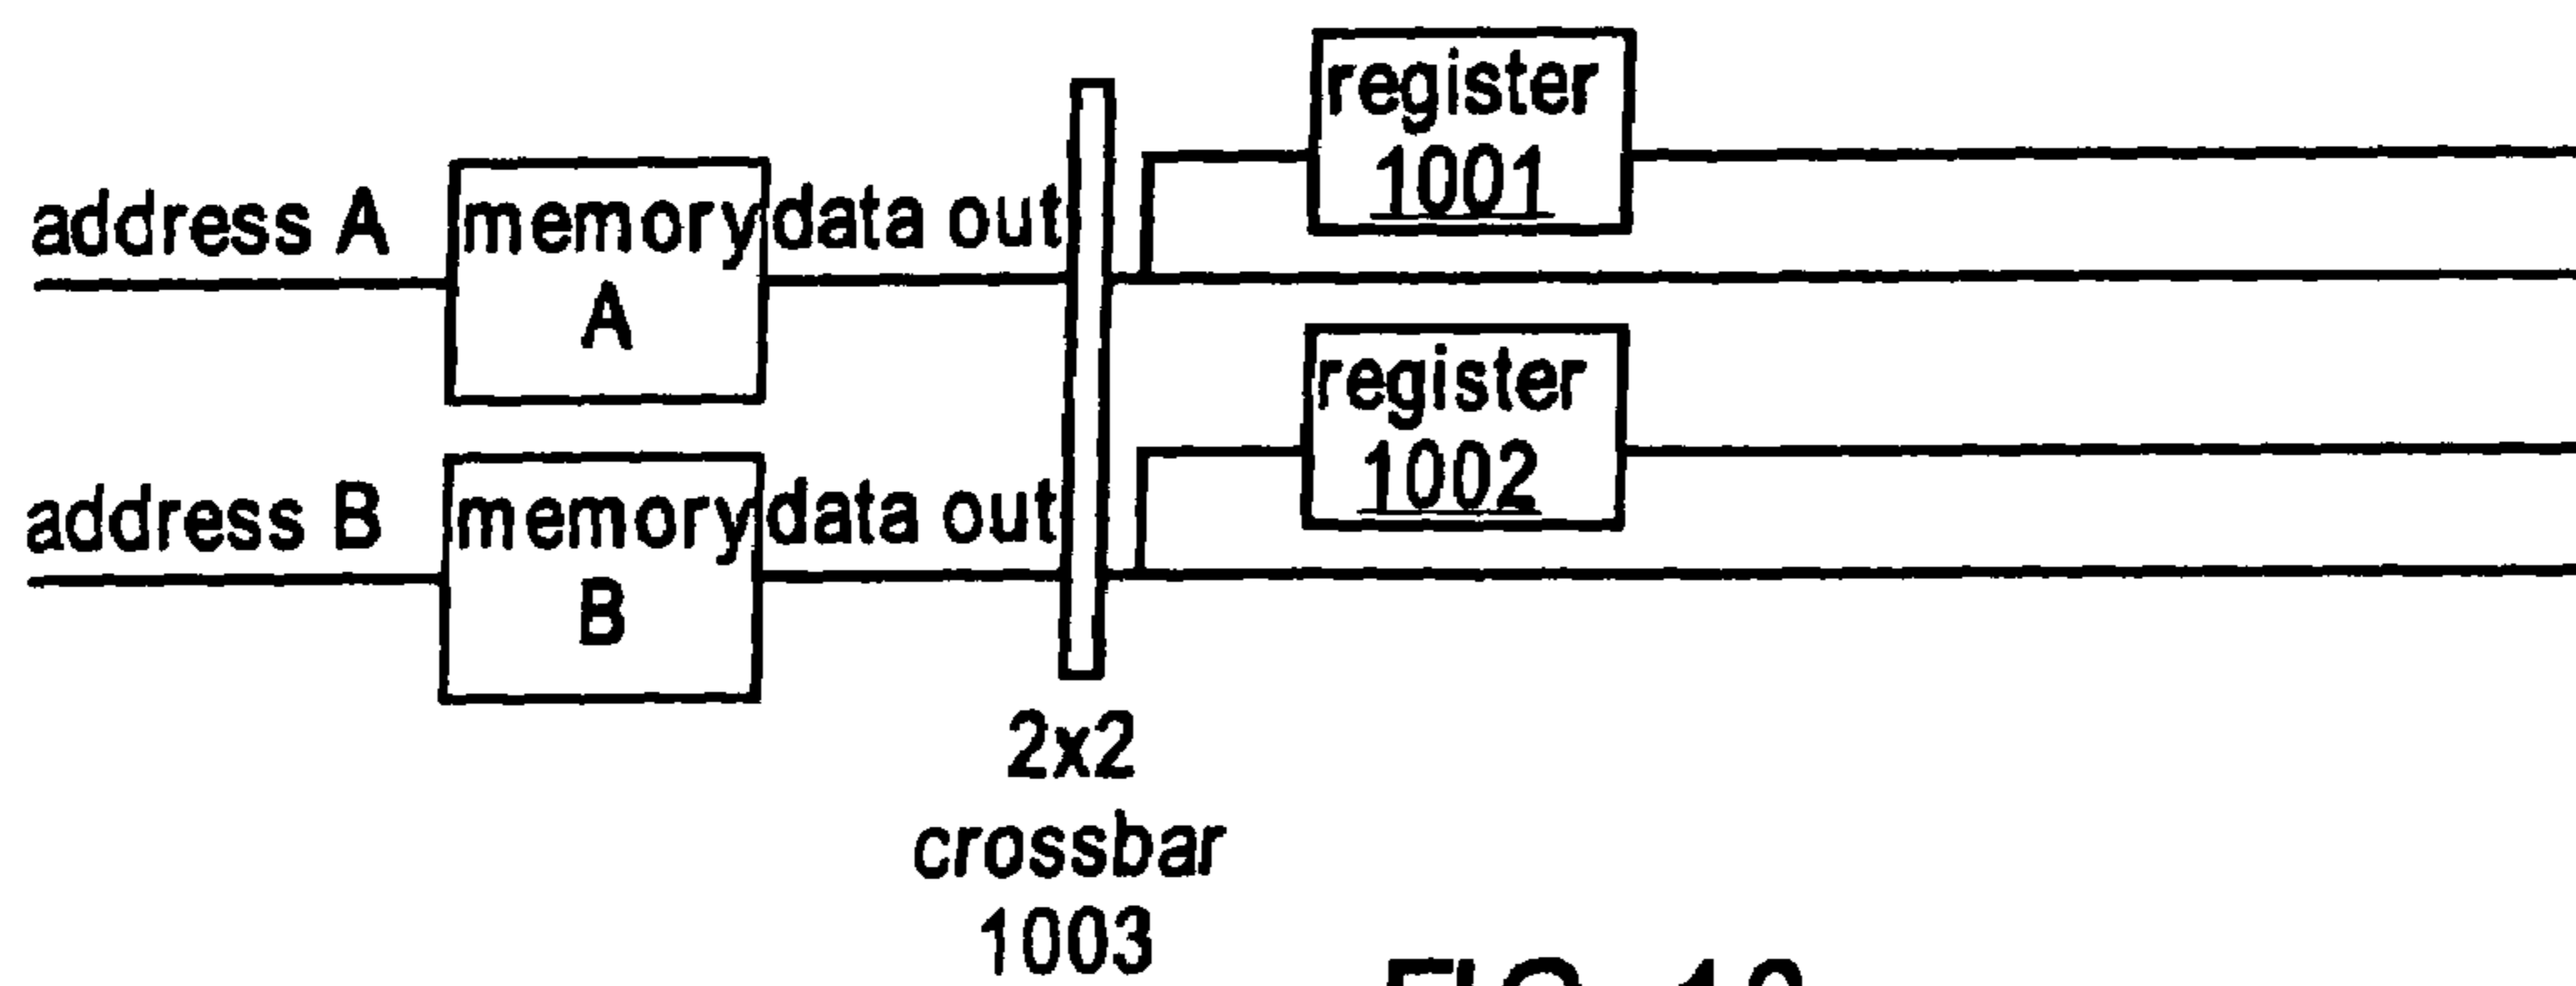 register
1001
address A
memory
A
data out
register
1002
address B
memory
B
data out
2x2
crossbar
1003